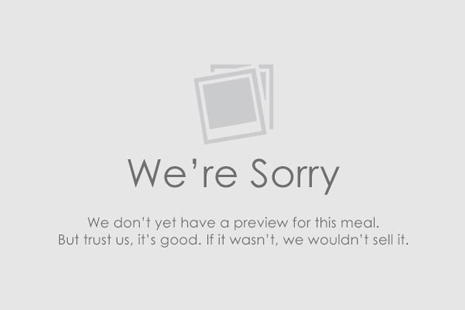 We're Sorry
We don't yet have a preview for this meal.
But trust us, it's good. If it wasn't, we wouldn't sell it.